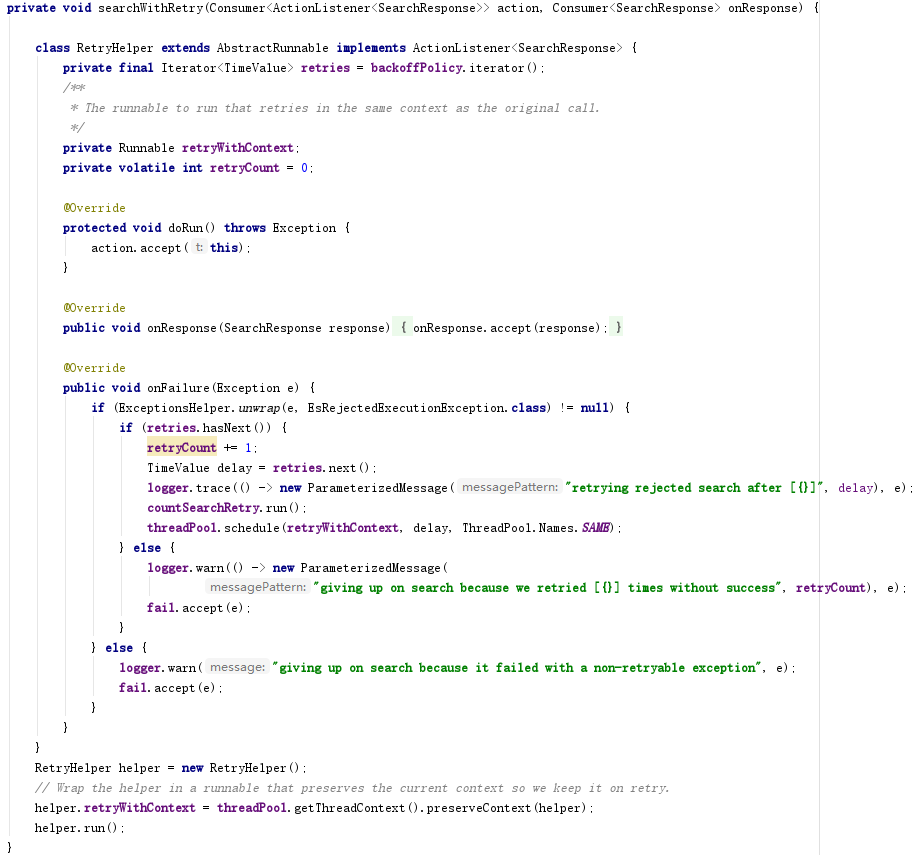 private void searchWithRetry(Consumer<ActionListener<SearchResponse>> action, Consumer<SearchResponse> onResponse) {
class RetryHelper extends AbstractRunnable implements ActionListener<SearchResponse> {
private final Iterator<TimeValue> retries = backoffPolicy.iterator();
/**
* The runnable to run that retries in the same context as the original call.
*/
private Runnable retryWithContext;
private volatile int retryCount = 0;
@Override
protected void doRun() throws Exception {
action.accept( t: this);
}
@Override
public void onResponse(SearchResponse response) { onResponse.accept(response); }
@Override
public void onFailure(Exception e) {
if (ExceptionsHelper.unwrap(e, EsRejectedExecutionException.class) != null) {
if (retries.hasNext()) {
retryCount += 1;
TimeValue delay = retries.next();
logger.trace(() -> new ParameterizedMessage( messagePattern: "retrying rejected search after [{}]", delay), e);
countSearchRetry.run();
threadPool.schedule(retryWithContext, delay, ThreadPool.Names.SAME);
} else {
logger.warn(() -> new ParameterizedMessage(
messagePattern: "giving up on search because we retried [{}] times without success", retryCount), e);
fail.accept(e);
}
} else {
logger.warn( message: "giving up on search because it failed with a non-retryable exception", e);
fail.accept(e);
}
}
}
RetryHelper helper = new RetryHelper();
// Wrap the helper in a runnable that preserves the current context so we keep it on retry.
helper.retryWithContext = threadPool.getThreadContext().preserveContext(helper);
helper.run();
}